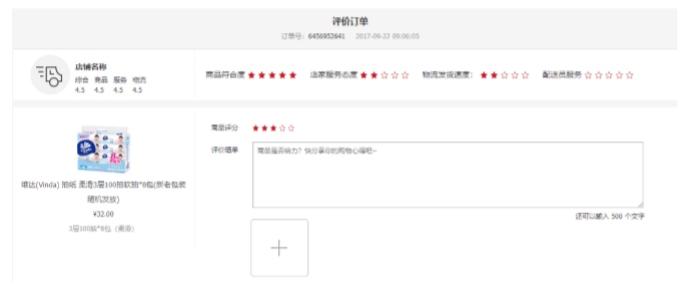 评价订单
订单号: 6456952641 2017-09-22 09:06:05
店铺名称
综合 商品 服务 物流
4.5 4.5 4.5 4.5
商品符合度
店家服务态度
物流发货速度:
配送员服务
商品评分
评价晒单
商品是否给力? 快分享你的购物心得吧~
还可以输入 500 个文字
维达(Vinda) 抽纸 柔滑3层100抽软抽*8包(新老包装
随机发放)
¥32.00
3层100抽*8包 (柔滑)